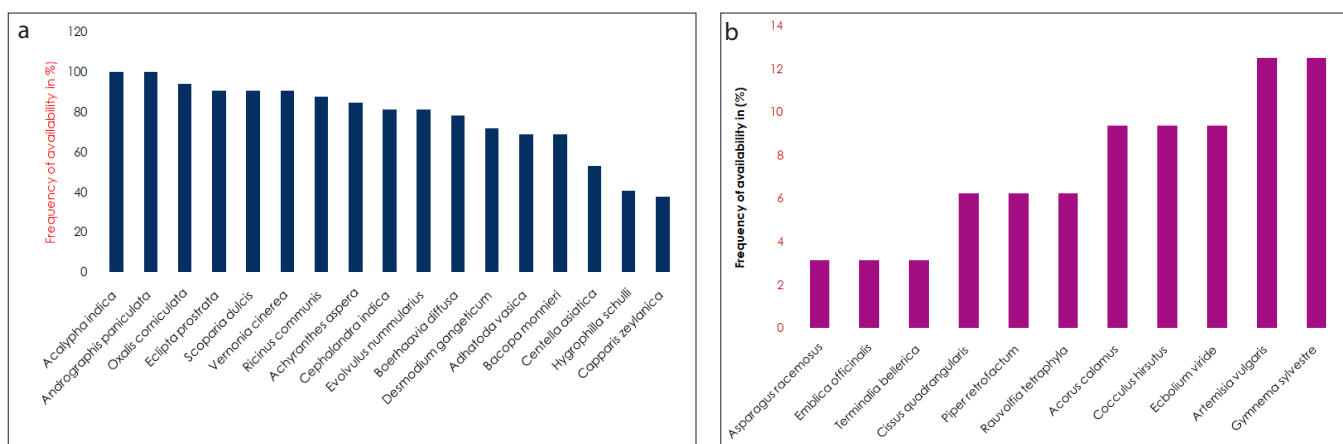 a
Frequency of availability in %)
120
100
80
60
40
20
0
Acalypha indica
Andrographis paniculata
Oxalis corniculata
Eclipta prostrata
Scoparia dulcis
Vernonia cinerea
Ricinus communis
Achyranthes aspera
Cephalandra indica
Evolvulus nummularius
Boerhaavia diffusa
Desmodium gangeticum
Adhatoda vasica
Bacopa monnieri
Centella asiatica
Hygrophilla schulli
Capparis zeylanica
b
Frequency of availability in (%)
14
12
10
8
6
4
2
0
Asparagus racemosus
Emblica officinalis
Terminalia bellerica
Cissus quadrangularis
Piper retrofactum
Rauvolfia tetraphyla
Acorus calamus
Cocculus hirsutus
Ecbolium viride
Artemisia vulgaris
Gymnema sylvestre